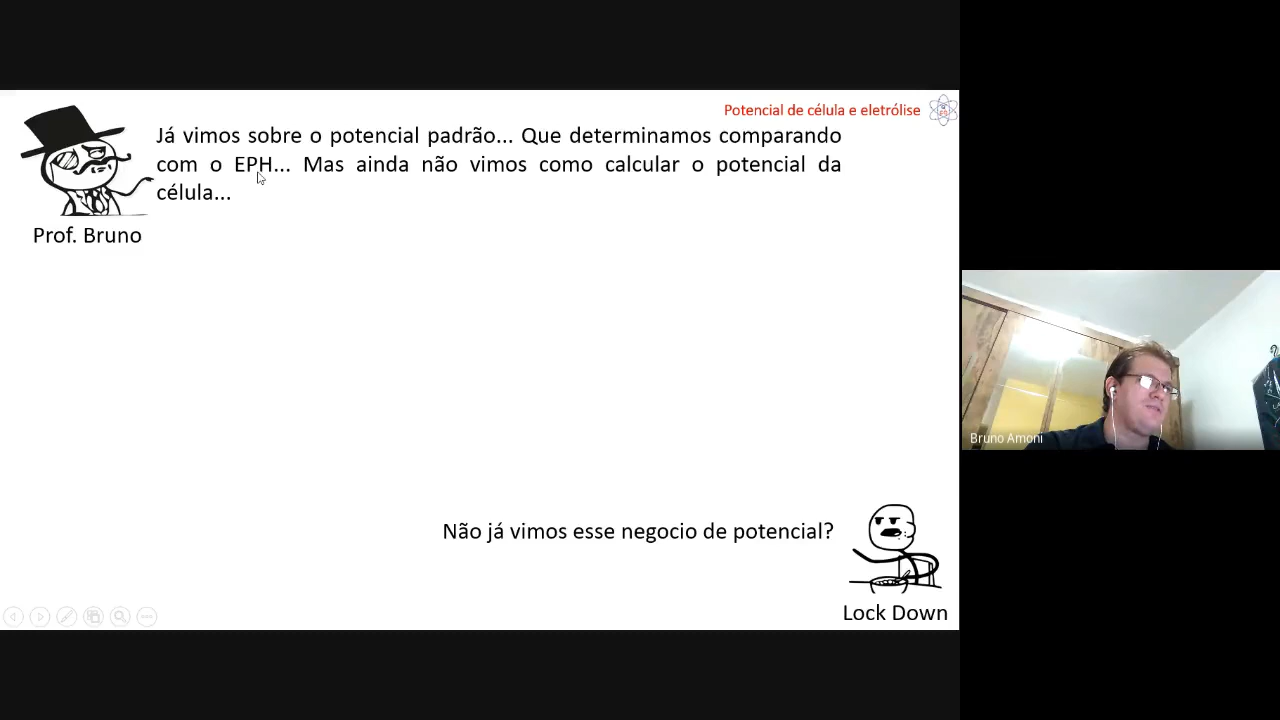 Potencial de célula e eletrólise
Já vimos sobre o potencial padrão... Que determinamos comparando
com o EPH... Mas ainda não vimos como calcular o potencial da
célula...
Prof. Bruno
Bruno Amoni
Não já vimos esse negocio de potencial?
Lock Down